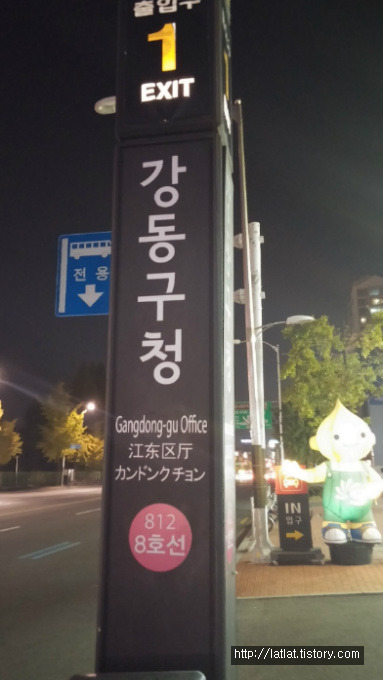 출입구
1
EXIT
강동구청
Gangdong-gu Office
江东区厅
カンドンクチョン
812
8호선
전 용
IN
입구
http://latlat.tistory.com